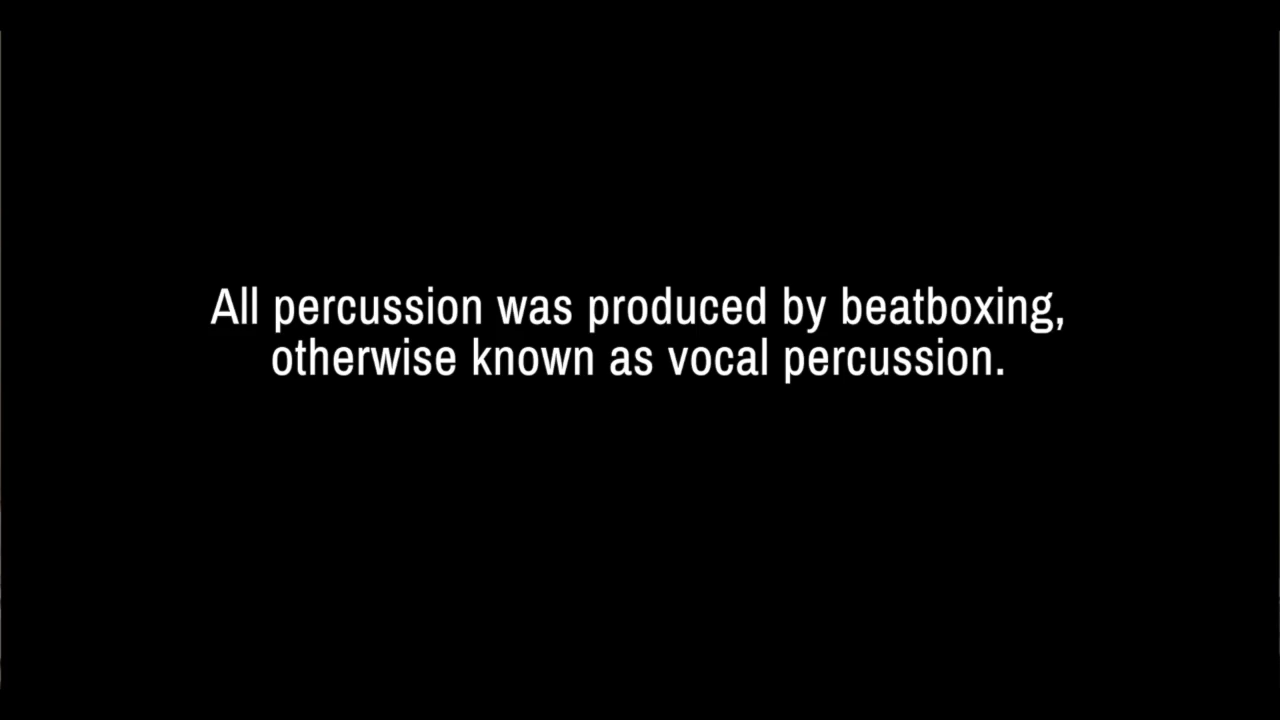 All percussion was produced by beatboxing,
otherwise known as vocal percussion.